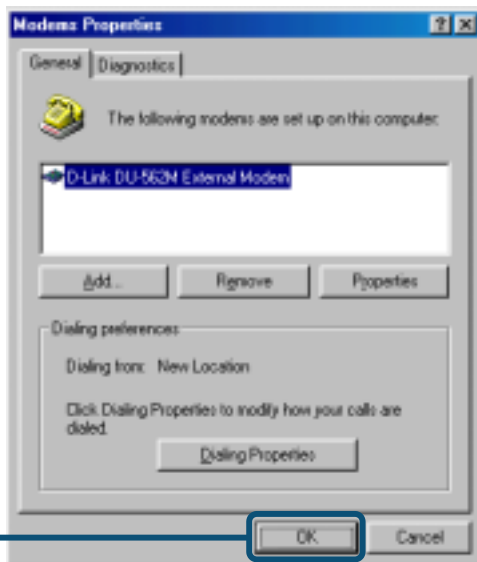 Modems Properties
General
Diagnostics
The following modems are set up on this computer:
D-Link DU-562M External Modem
Add...
Remove
Properties
Dialing preferences
Dialing from: New Location
Click Dialing Properties to modify how your calls are
dialed.
Dialing Properties
OK
Cancel